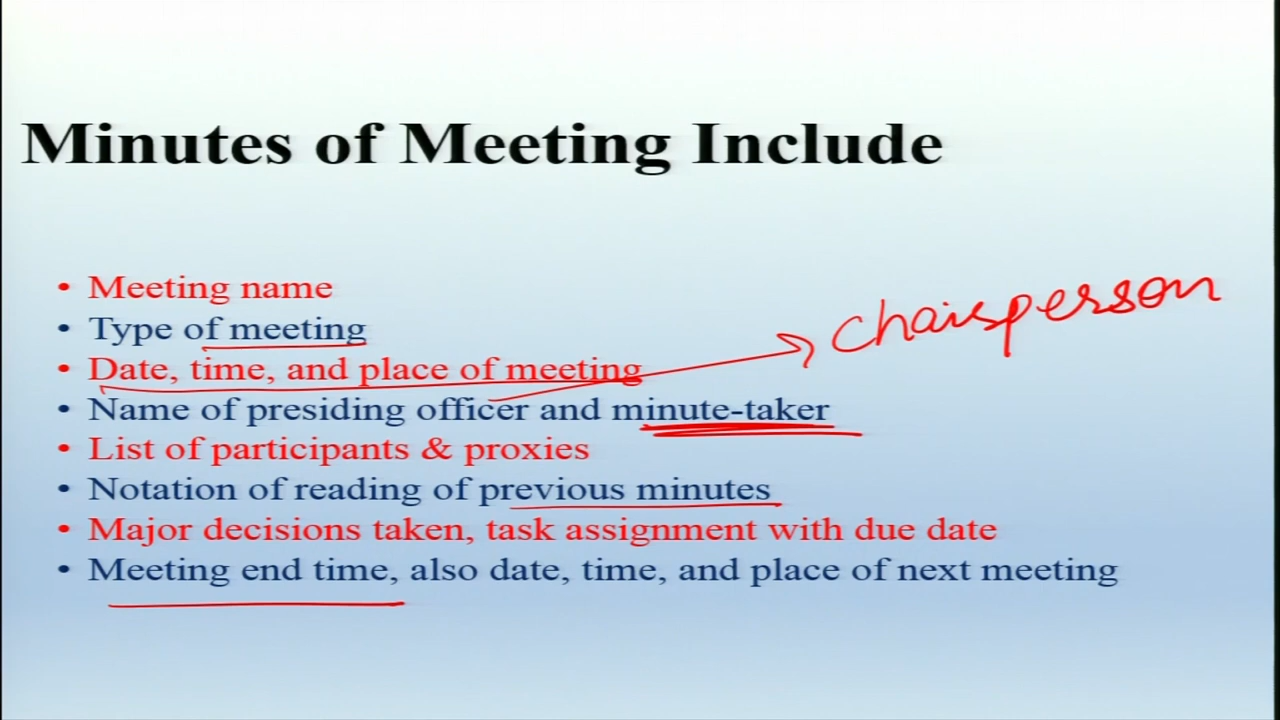 Minutes of Meeting Include
• Meeting name
• Type of meeting
chairperson
• Date, time, and place of meeting
• Name of presiding officer and minute-taker
• List of participants & proxies
• Notation of reading of previous minutes
• Major decisions taken, task assignment with due date
• Meeting end time, also date, time, and place of next meeting